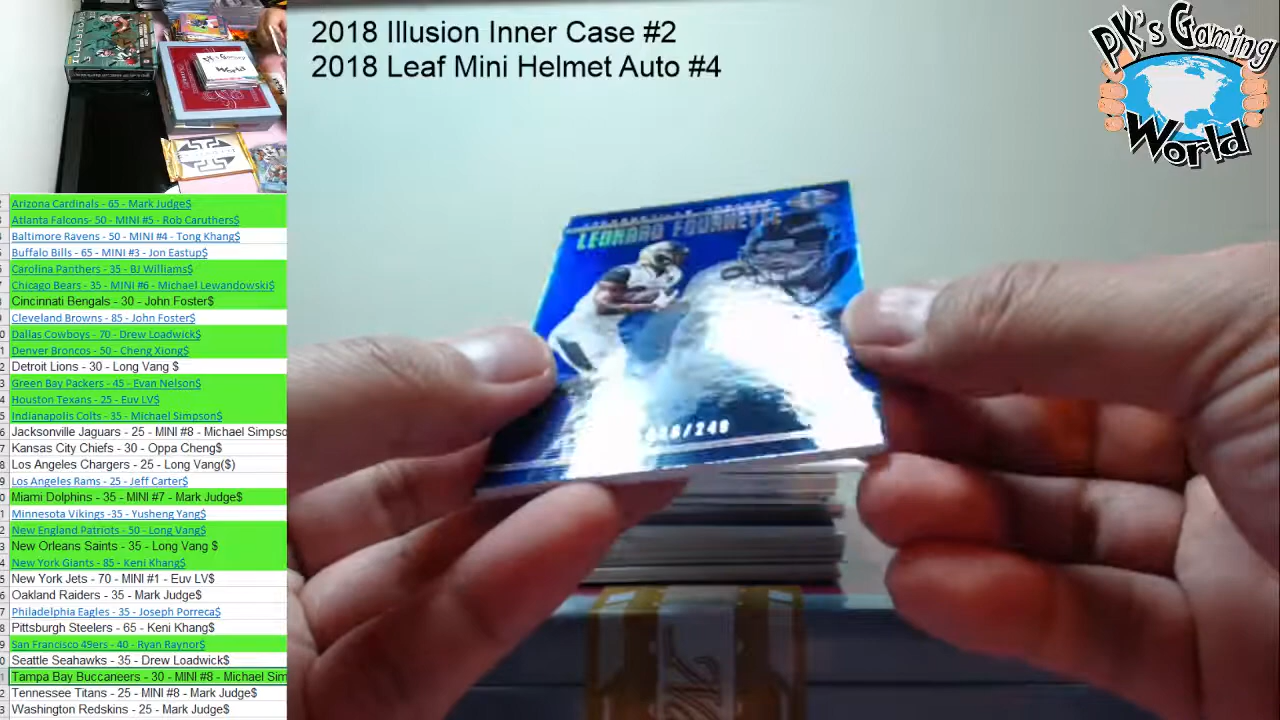 2018 Illusion Inner Case #2
2018 Leaf Mini Helmet Auto #4
PK's Gaming
World
LEONARD FOURNETTE
/249
Arizona Cardinals - 65 - Mark Judge$
Atlanta Falcons- 50 - MINI #5 - Rob Caruthers$
Baltimore Ravens - 50 - MINI #4 - Tong Khang$
Buffalo Bills - 65 - MINI #3 - Jon Eastup$
Carolina Panthers - 35 - BJ Williams$
Chicago Bears - 35 - MINI #6 - Michael Lewandowski$
Cincinnati Bengals - 30 - John Foster$
Cleveland Browns - 85 - John Foster$
Dallas Cowboys - 70 - Drew Loadwick$
Denver Broncos - 50 - Cheng Xiong$
Detroit Lions - 30 - Long Vang $
Green Bay Packers - 45 - Evan Nelson$
Houston Texans - 25 - Euv LV$
Indianapolis Colts - 35 - Michael Simpson$
Jacksonville Jaguars - 25 - MINI #8 - Michael Simpso
Kansas City Chiefs - 30 - Oppa Cheng$
Los Angeles Chargers - 25 - Long Vang($)
Los Angeles Rams - 25 - Jeff Carter$
Miami Dolphins - 35 - MINI #7 - Mark Judge$
Minnesota Vikings -35 - Yusheng Yang$
New England Patriots - 50 - Long Vang$
New Orleans Saints - 35 - Long Vang $
New York Giants - 85 - Keni Khang$
New York Jets - 70 - MINI #1 - Euv LV$
Oakland Raiders - 35 - Mark Judge$
Philadelphia Eagles - 35 - Joseph Porreca$
Pittsburgh Steelers - 65 - Keni Khang$
San Francisco 49ers - 40 - Ryan Raynor$
Seattle Seahawks - 35 - Drew Loadwick$
Tampa Bay Buccaneers - 30 - MINI #8 - Michael Sim
Tennessee Titans - 25 - MINI #8 - Mark Judge$
Washington Redskins - 25 - Mark Judge$